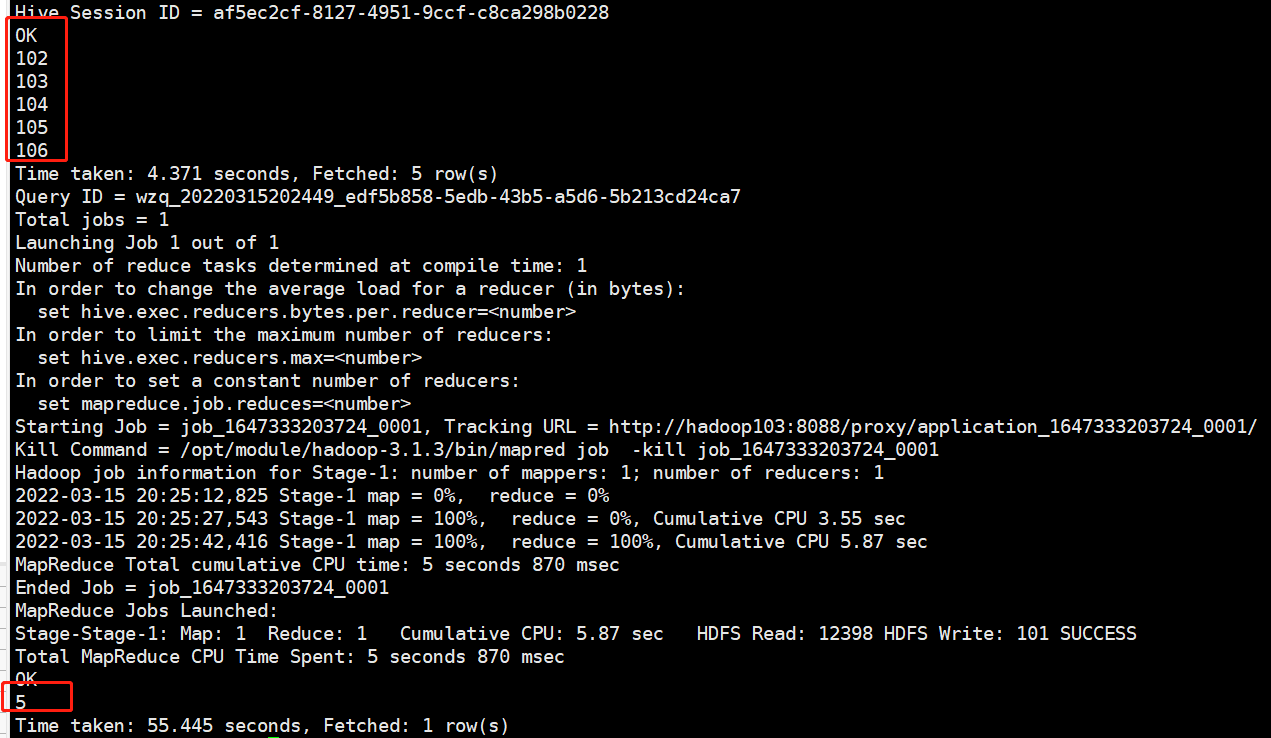 Hive Session ID = af5ec2cf-8127-4951-9ccf-c8ca298b0228
OK
102
103
104
105
106
Time taken: 4.371 seconds, Fetched: 5 row(s)
Query ID = wzq_20220315202449_edf5b858-5edb-43b5-a5d6-5b213cd24ca7
Total jobs = 1
Launching Job 1 out of 1
Number of reduce tasks determined at compile time: 1
In order to change the average load for a reducer (in bytes):
  set hive.exec.reducers.bytes.per.reducer=<number>
In order to limit the maximum number of reducers:
  set hive.exec.reducers.max=<number>
In order to set a constant number of reducers:
  set mapreduce.job.reduces=<number>
Starting Job = job_1647333203724_0001, Tracking URL = http://hadoop103:8088/proxy/application_1647333203724_0001/
Kill Command = /opt/module/hadoop-3.1.3/bin/mapred job  -kill job_1647333203724_0001
Hadoop job information for Stage-1: number of mappers: 1; number of reducers: 1
2022-03-15 20:25:12,825 Stage-1 map = 0%,  reduce = 0%
2022-03-15 20:25:27,543 Stage-1 map = 100%,  reduce = 0%, Cumulative CPU 3.55 sec
2022-03-15 20:25:42,416 Stage-1 map = 100%,  reduce = 100%, Cumulative CPU 5.87 sec
MapReduce Total cumulative CPU time: 5 seconds 870 msec
Ended Job = job_1647333203724_0001
MapReduce Jobs Launched:
Stage-Stage-1: Map: 1  Reduce: 1   Cumulative CPU: 5.87 sec   HDFS Read: 12398 HDFS Write: 101 SUCCESS
Total MapReduce CPU Time Spent: 5 seconds 870 msec
OK
5
Time taken: 55.445 seconds, Fetched: 1 row(s)